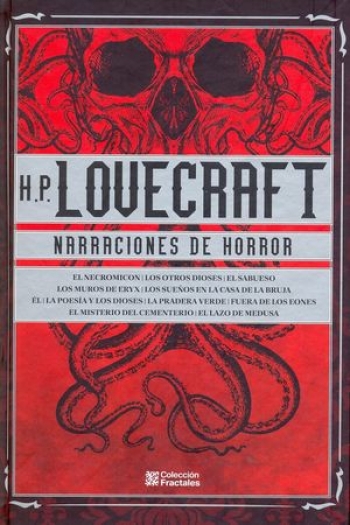 H.P. LOVECRAFT
NARRACIONES DE HORROR
EL NECROMICON | LOS OTROS DIOSES | EL SABUESO
LOS MUROS DE ERYX | LOS SUEÑOS EN LA CASA DE LA BRUJA
ÉL | LA POESÍA Y LOS DIOSES | LA PRADERA VERDE | FUERA DE LOS EONES
EL MISTERIO DEL CEMENTERIO | EL LAZO DE MEDUSA
Colección
Fractales